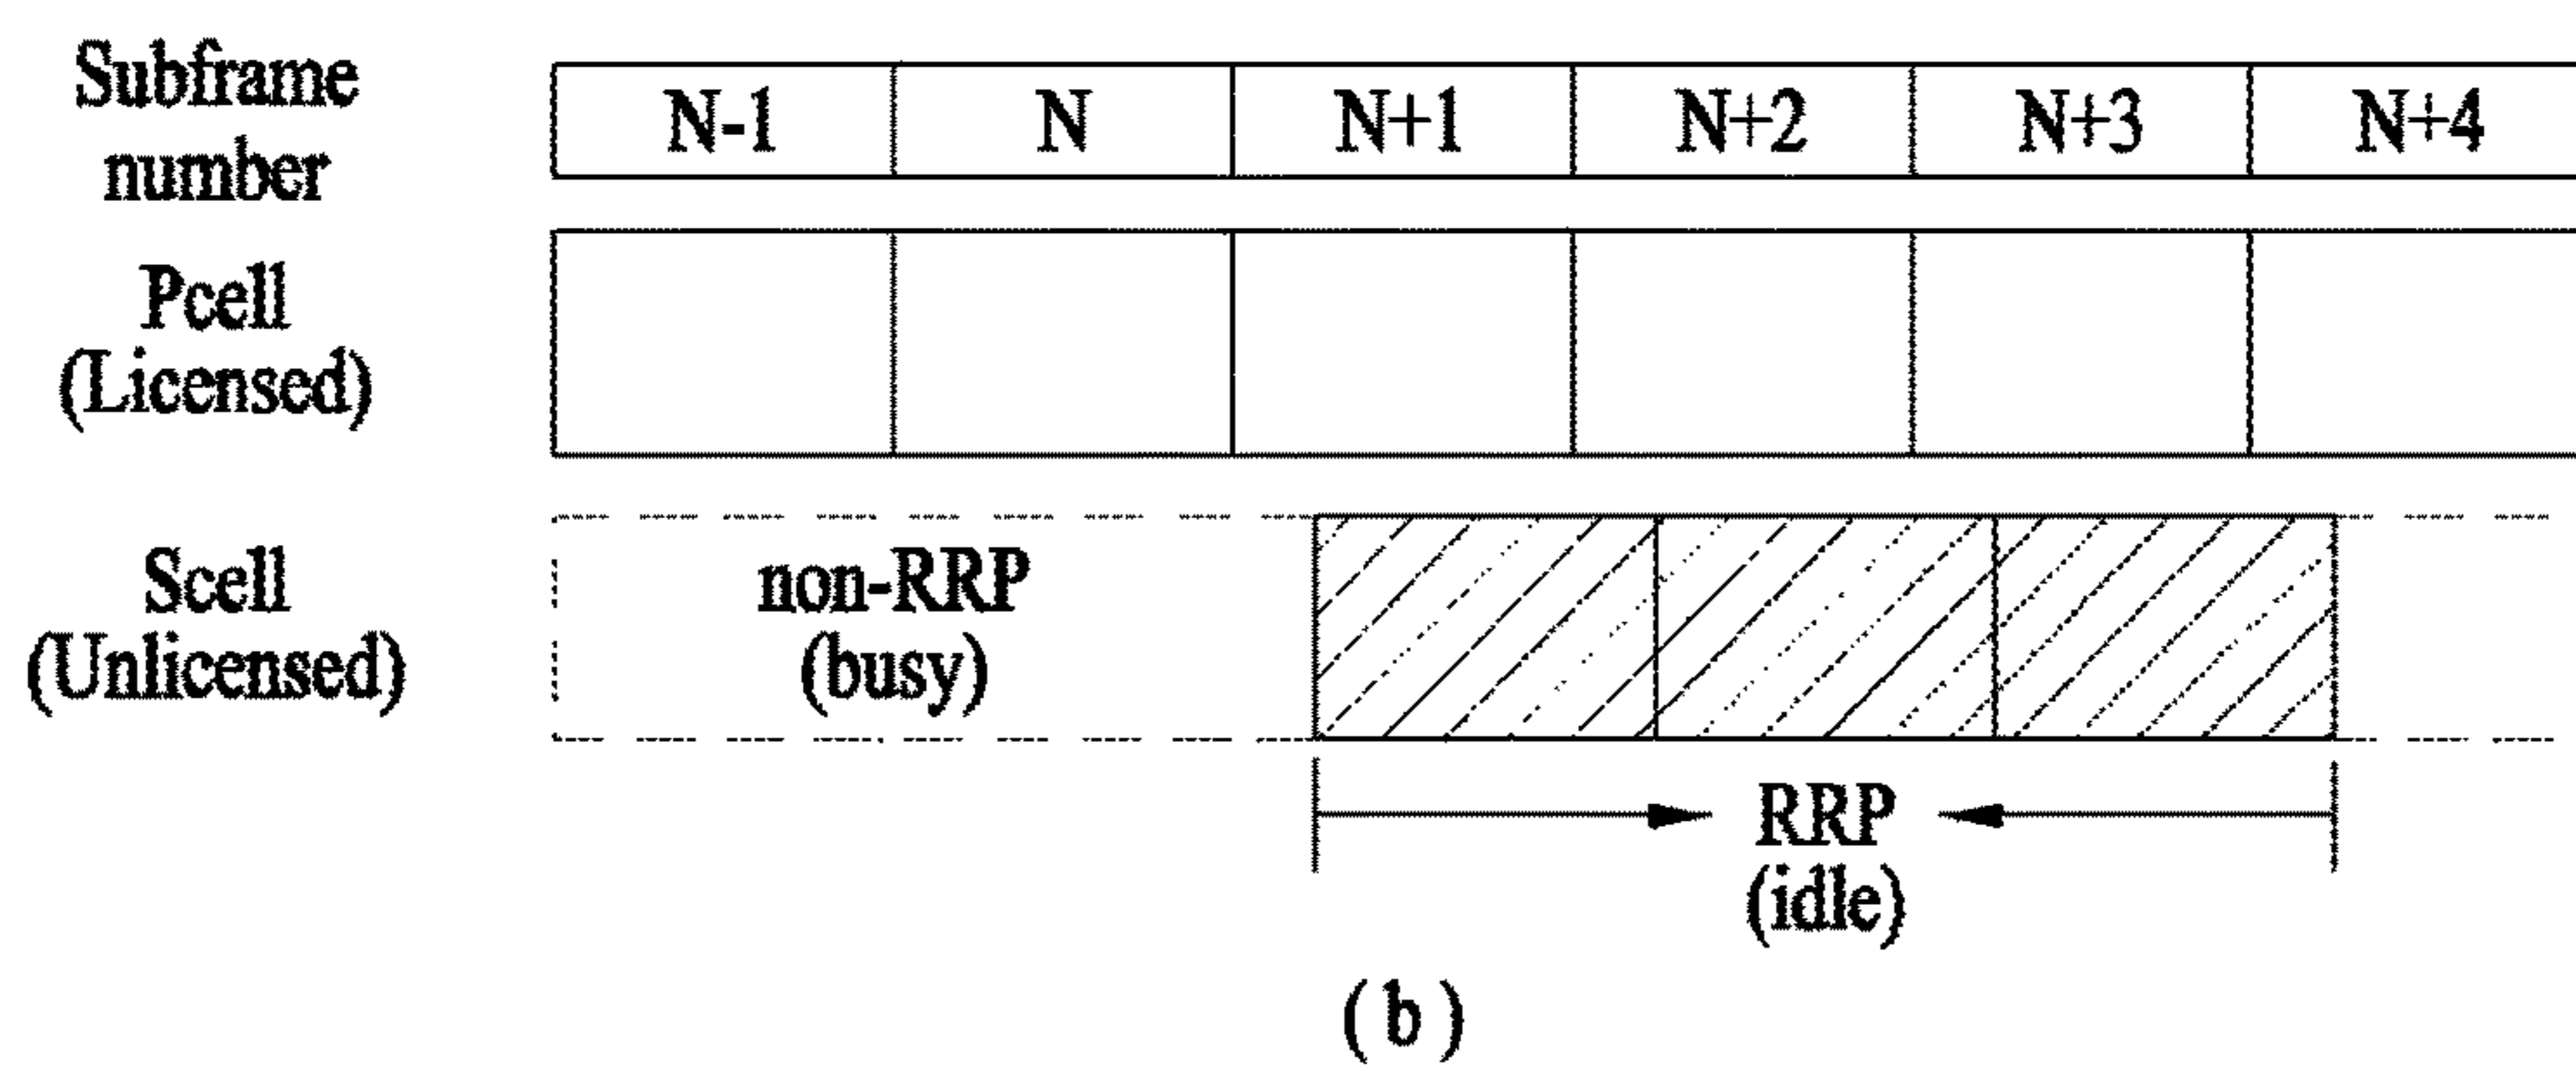 Subframe
number
N-1 N N+1 N+2 N+3 N+4
Pcell
(Licensed)
Scell
(Unlicensed)
non-RRP
(busy)
RRP
(idle)
( b )